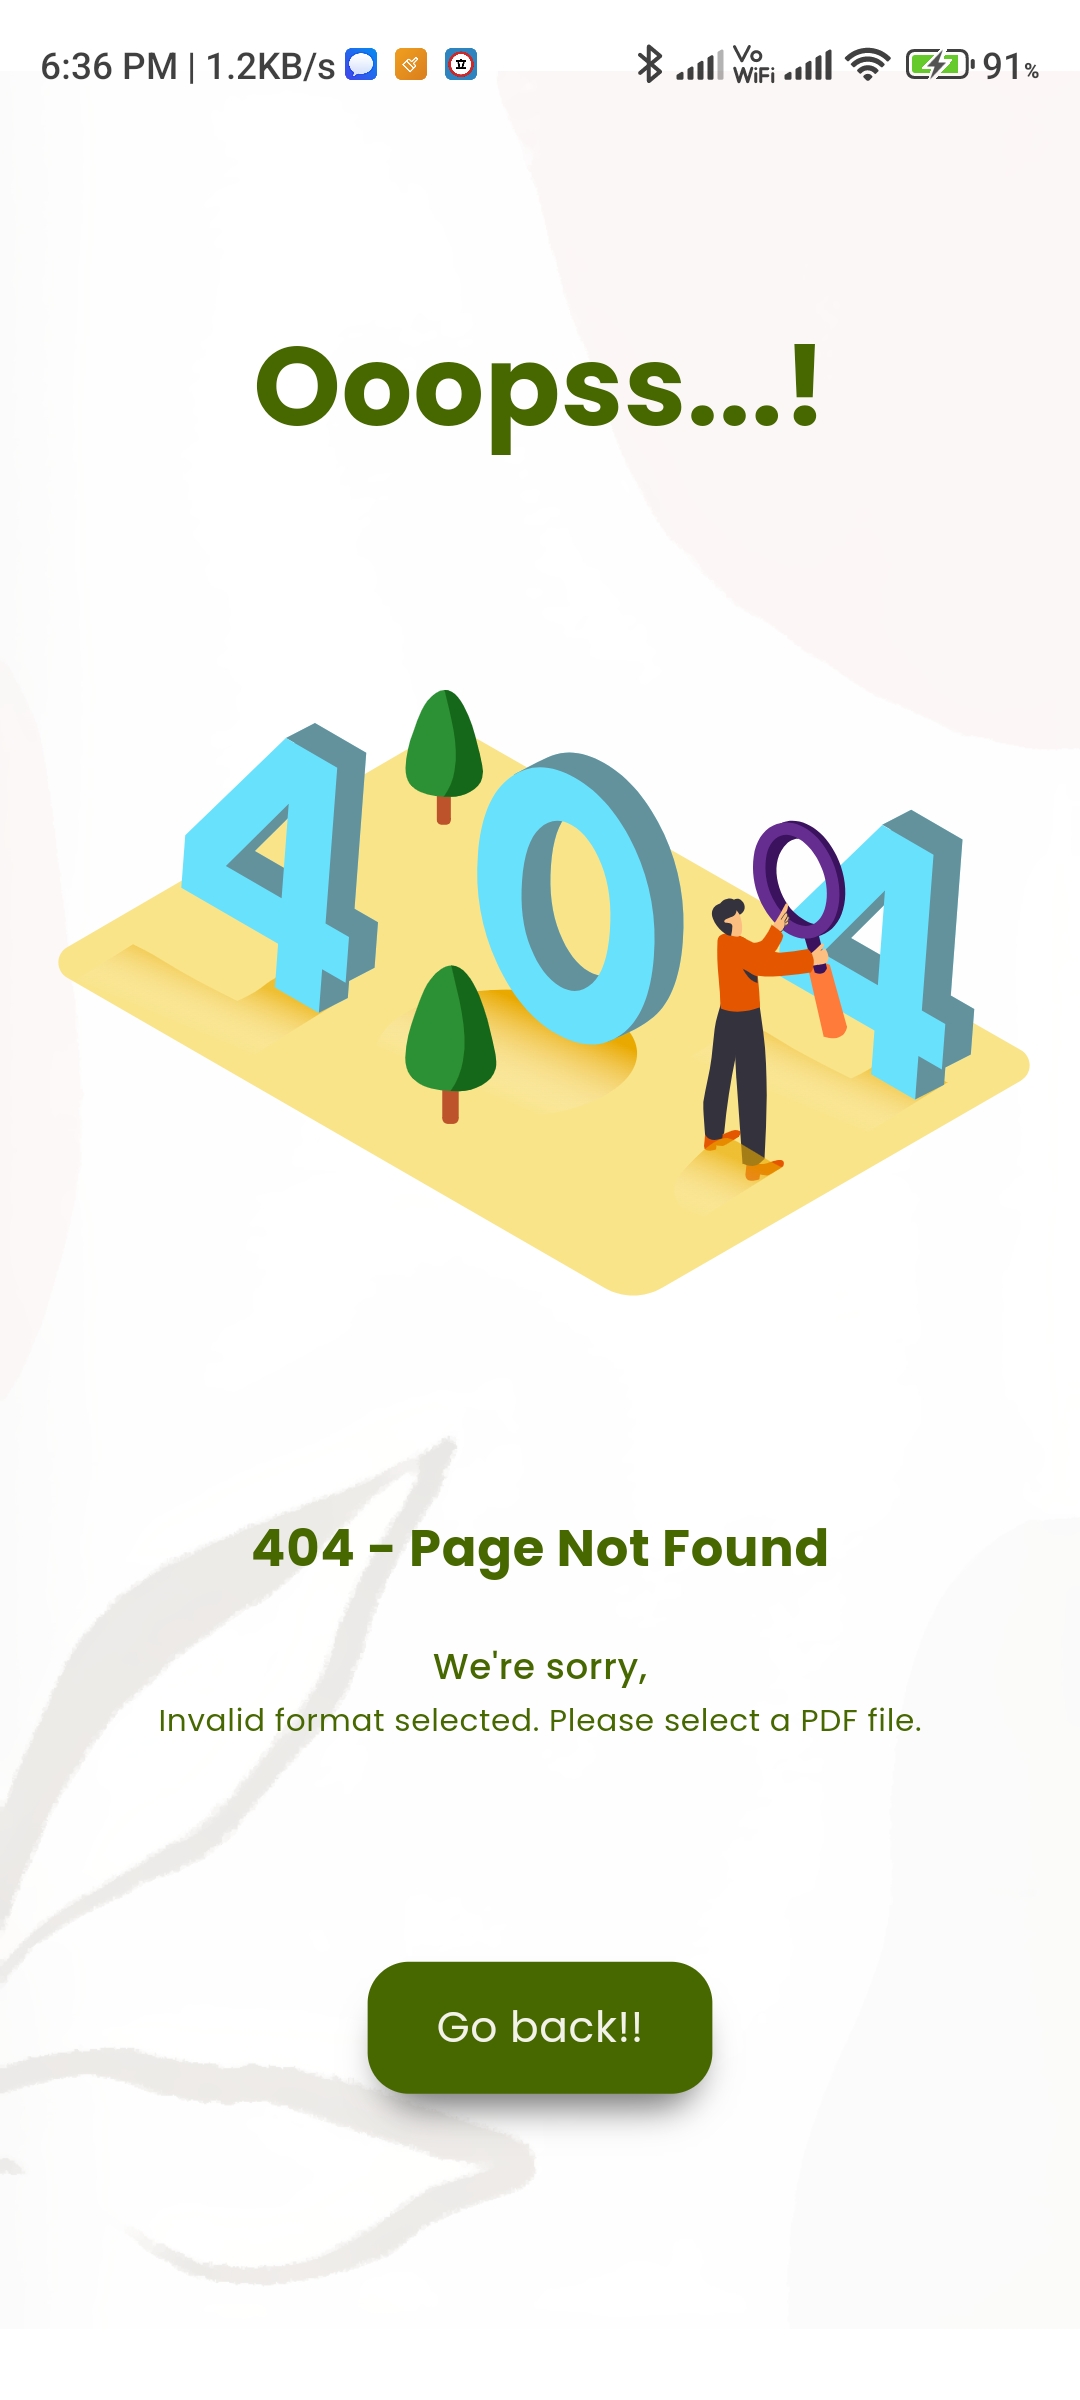 6:36 PM | 1.2KB/s Vo WiFi 91%
Ooopss...!
404
404 - Page Not Found
We're sorry,
Invalid format selected. Please select a PDF file.
Go back!!